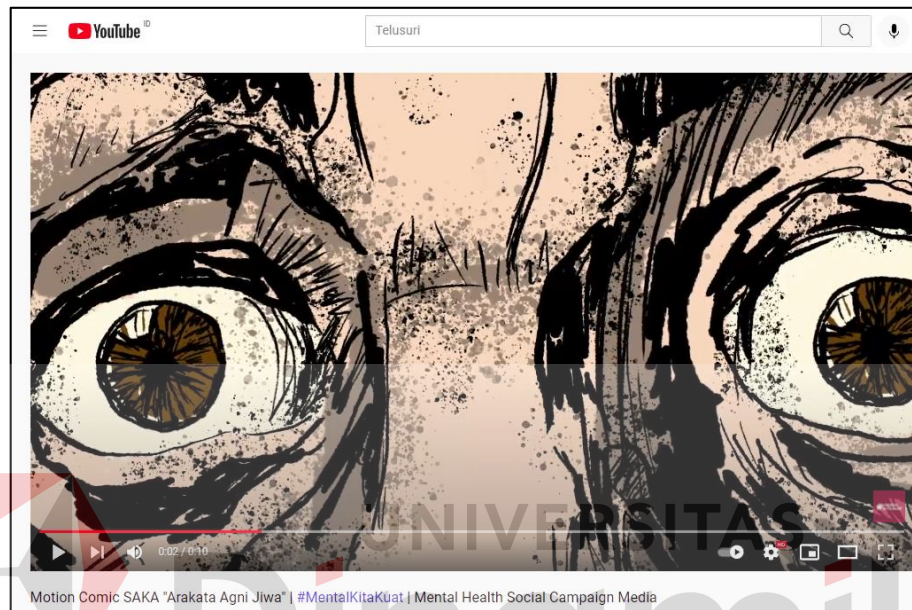 YouTube ID
Telusuri
UNIVERSITAS
0:02 / 0:10
HD
Motion Comic SAKA "Arakata Agni Jiwa" | #MentalKitaKuat | Mental Health Social Campaign Media